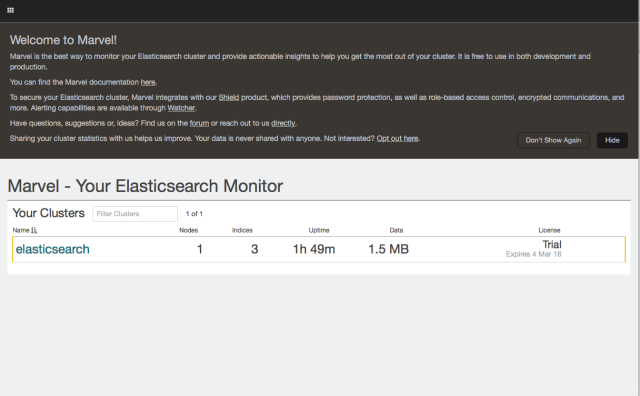 Welcome to Marvel!
Marvel is the best way to monitor your Elasticsearch cluster and provide actionable insights to help you get the most out of your cluster. It is free to use in both development and
production.
You can find the Marvel documentation here.
To secure your Elasticsearch cluster, Marvel integrates with our Shield product, which provides password protection, as well as role-based access control, encrypted communications, and
more. Alerting capabilities are available through Watcher.
Have questions, suggestions or, ideas? Find us on the forum or reach out to us directly.
Sharing your cluster statistics with us helps us improve. Your data is never shared with anyone. Not interested? Opt out here.
Don't Show Again Hide
Marvel - Your Elasticsearch Monitor
Your Clusters Filter Clusters 1 of 1
Name Nodes Indices Uptime Data License
elasticsearch 1 3 1h 49m 1.5 MB Trial
Expires 4 Mar 16